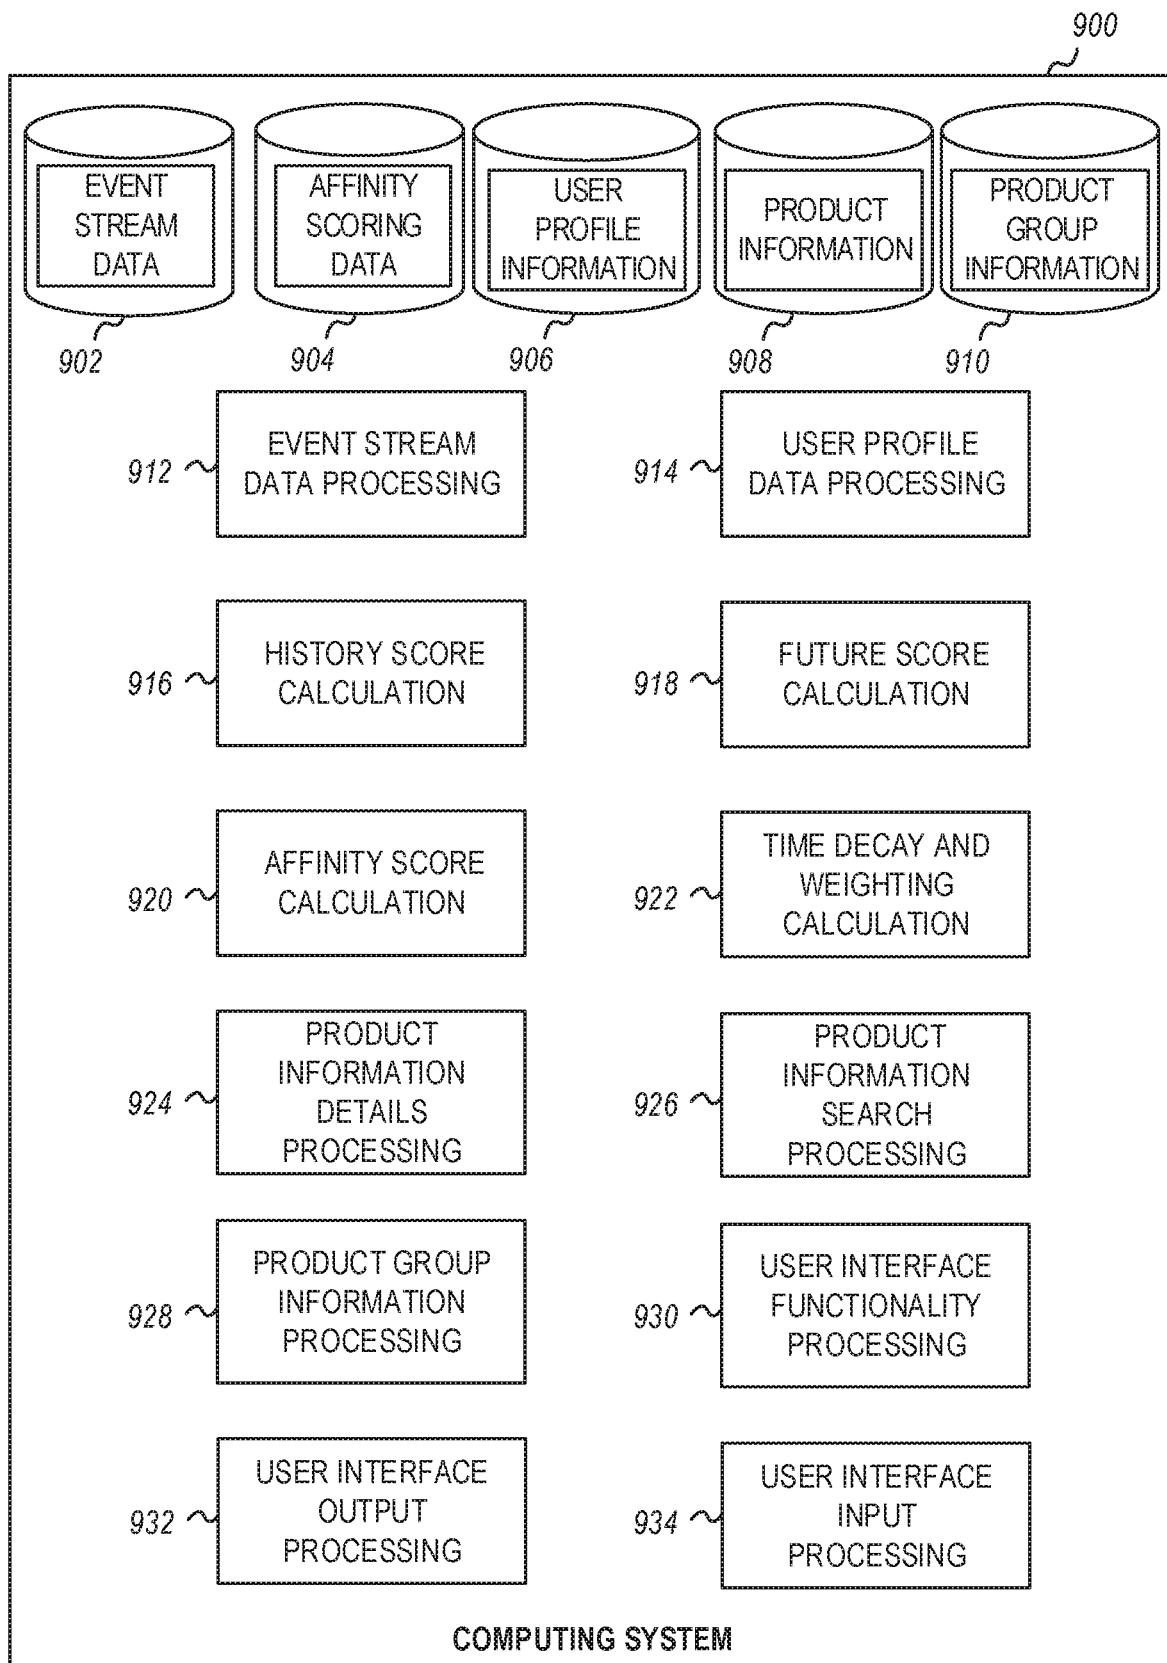 900
EVENT
STREAM
DATA
AFFINITY
SCORING
DATA
USER
PROFILE
INFORMATION
PRODUCT
INFORMATION
PRODUCT
GROUP
INFORMATION
902
904
906
908
910
912
EVENT STREAM
DATA PROCESSING
914
USER PROFILE
DATA PROCESSING
916
HISTORY SCORE
CALCULATION
918
FUTURE SCORE
CALCULATION
920
AFFINITY SCORE
CALCULATION
922
TIME DECAY AND
WEIGHTING
CALCULATION
924
PRODUCT
INFORMATION
DETAILS
PROCESSING
926
PRODUCT
INFORMATION
SEARCH
PROCESSING
928
PRODUCT GROUP
INFORMATION
PROCESSING
930
USER INTERFACE
FUNCTIONALITY
PROCESSING
932
USER INTERFACE
OUTPUT
PROCESSING
934
USER INTERFACE
INPUT
PROCESSING
COMPUTING SYSTEM